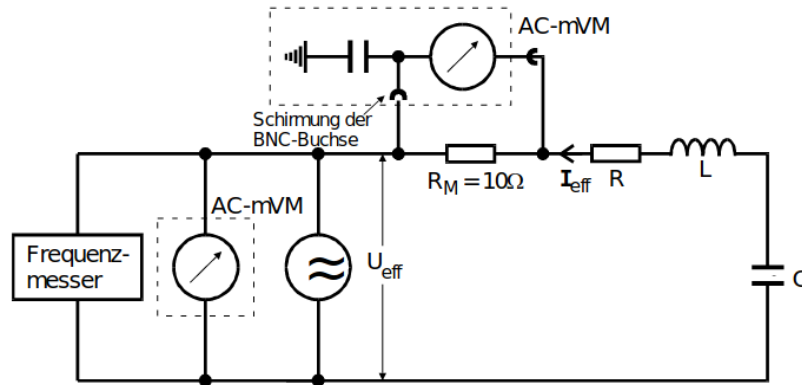 AC-mVM
Schirmung der
BNC-Buchse
R_M = 10Ω
I_eff
R
L
AC-mVM
Frequenz-
messer
U_eff
C